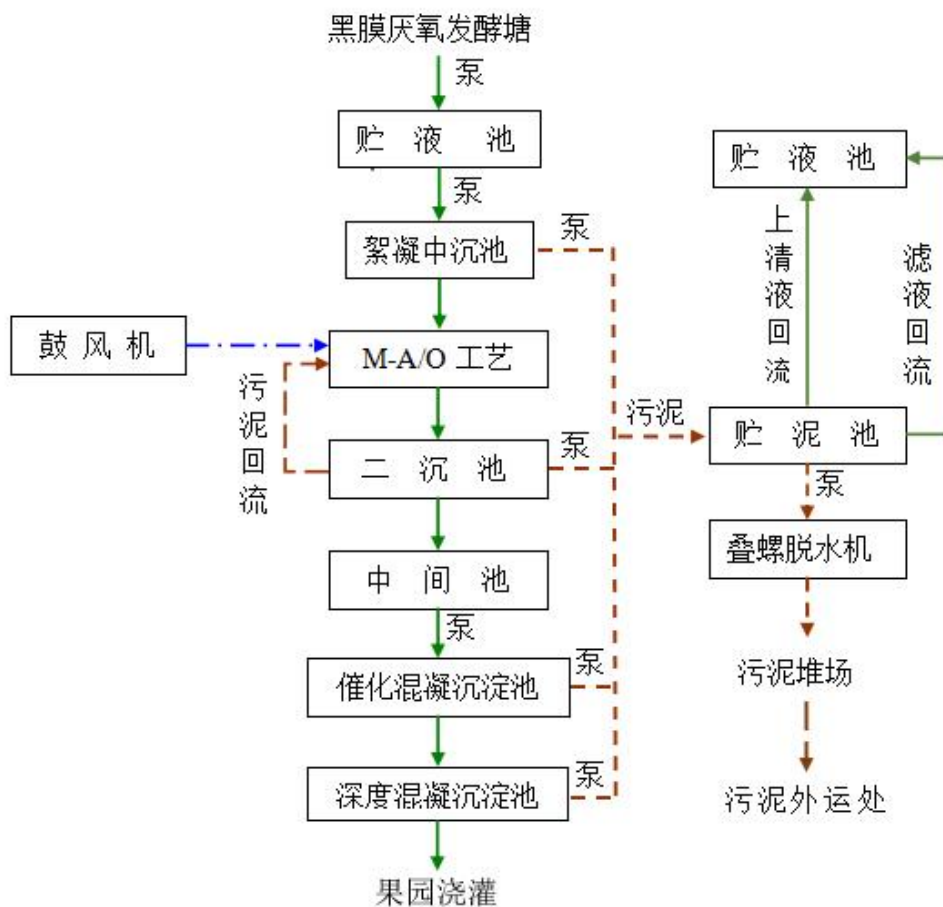 黑膜厌氧发酵塘
泵
贮 液 池
泵
絮凝中沉池
泵
鼓 风 机
M-A/O 工艺
污泥回流
二 沉 池
泵
中 间 池
泵
催化混凝沉淀池
泵
深度混凝沉淀池
泵
果园浇灌
污泥
贮 液 池
上清液回流
滤液回流
贮 泥 池
泵
叠螺脱水机
污泥堆场
污泥外运处